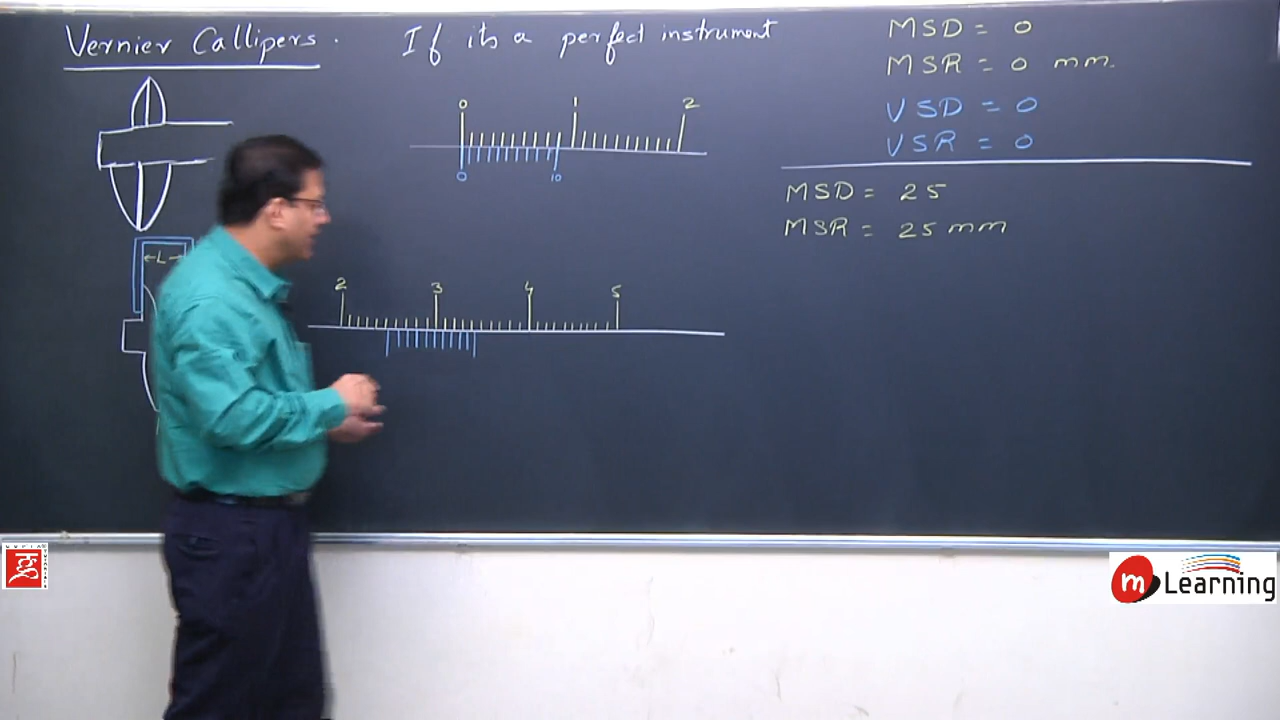 Vernier Callipers.
If its a perfect instrument
MSD = 0
MSR = 0 mm.
VSD = 0
VSR = 0
0 1 2
0 10
MSD = 25
MSR = 25 mm
L
2 3 4 5
m Learning